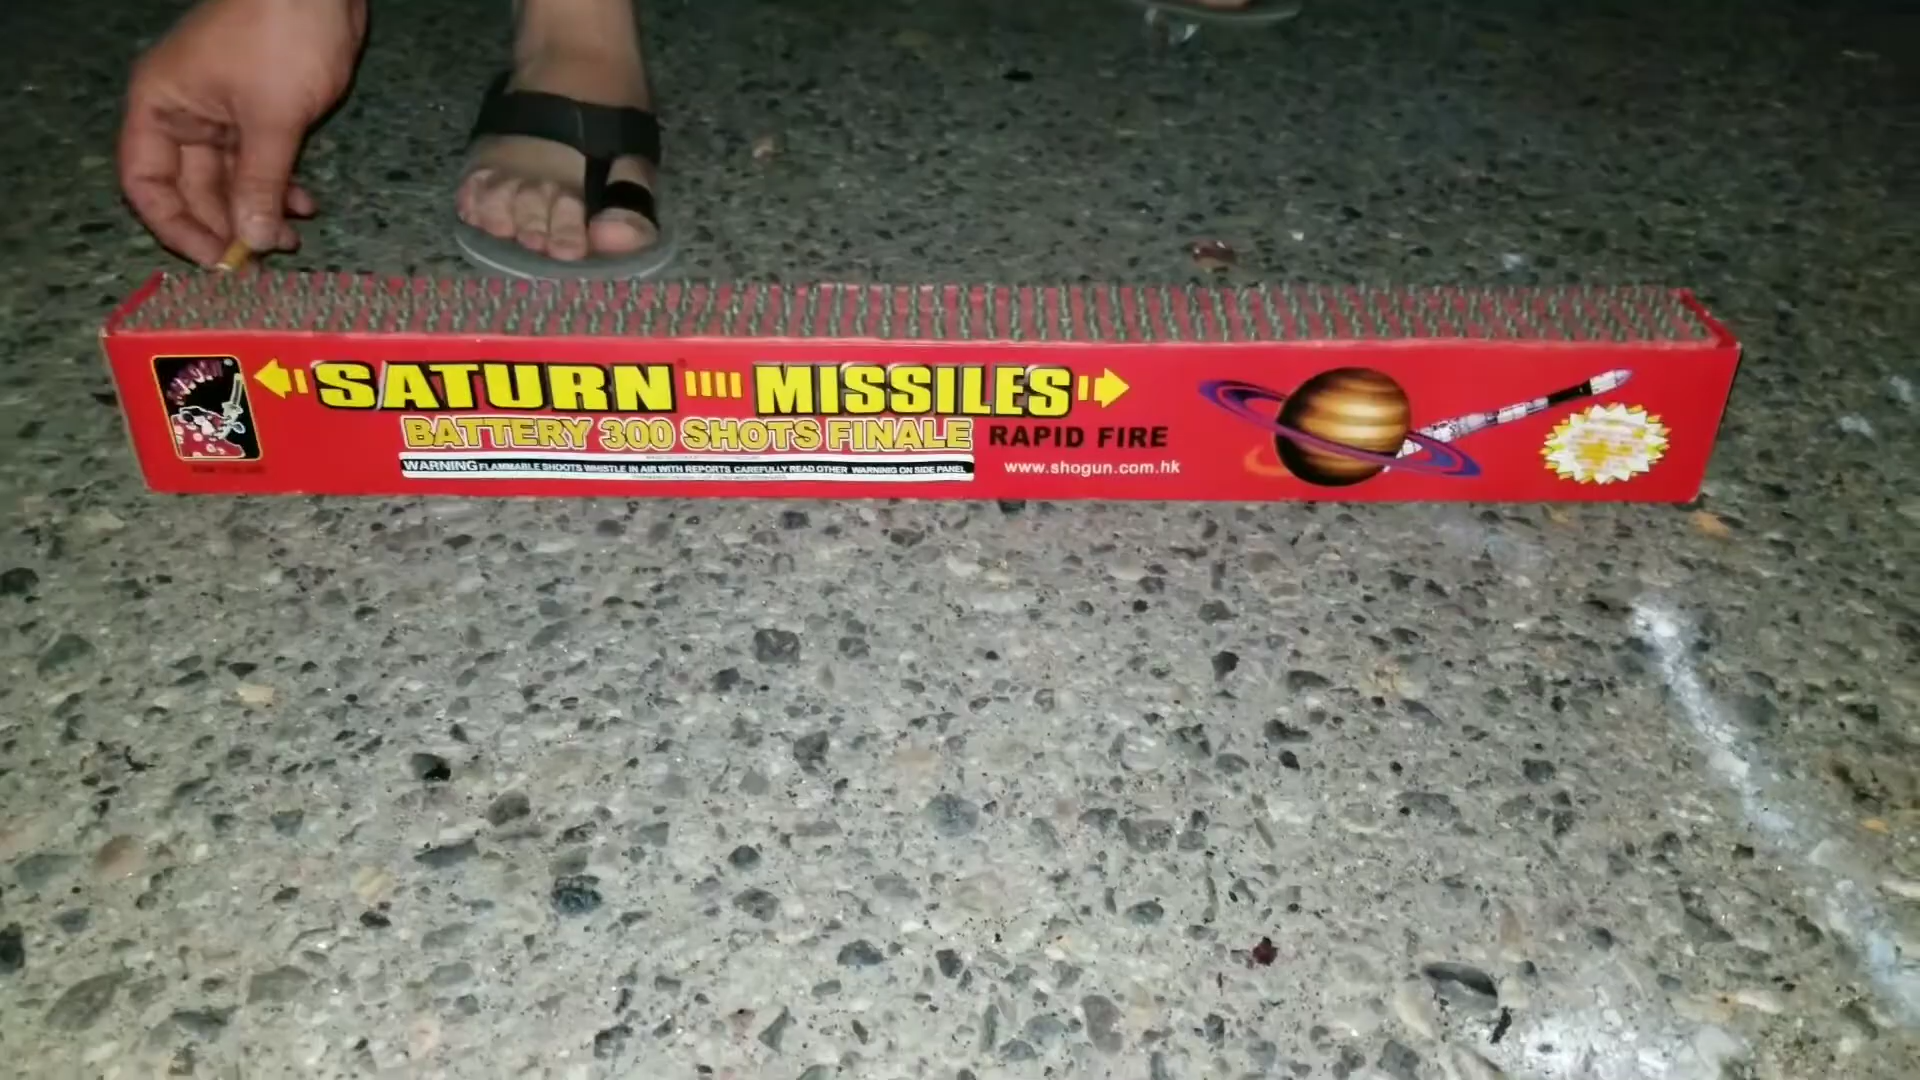 SATURN MISSILES
BATTERY 300 SHOTS FINALE
RAPID FIRE
WARNING FLAMMABLE SHOOTS WHISTLE IN AIR WITH REPORTS CAREFULLY READ OTHER WARNING ON SIDE PANEL
www.shogun.com.hk